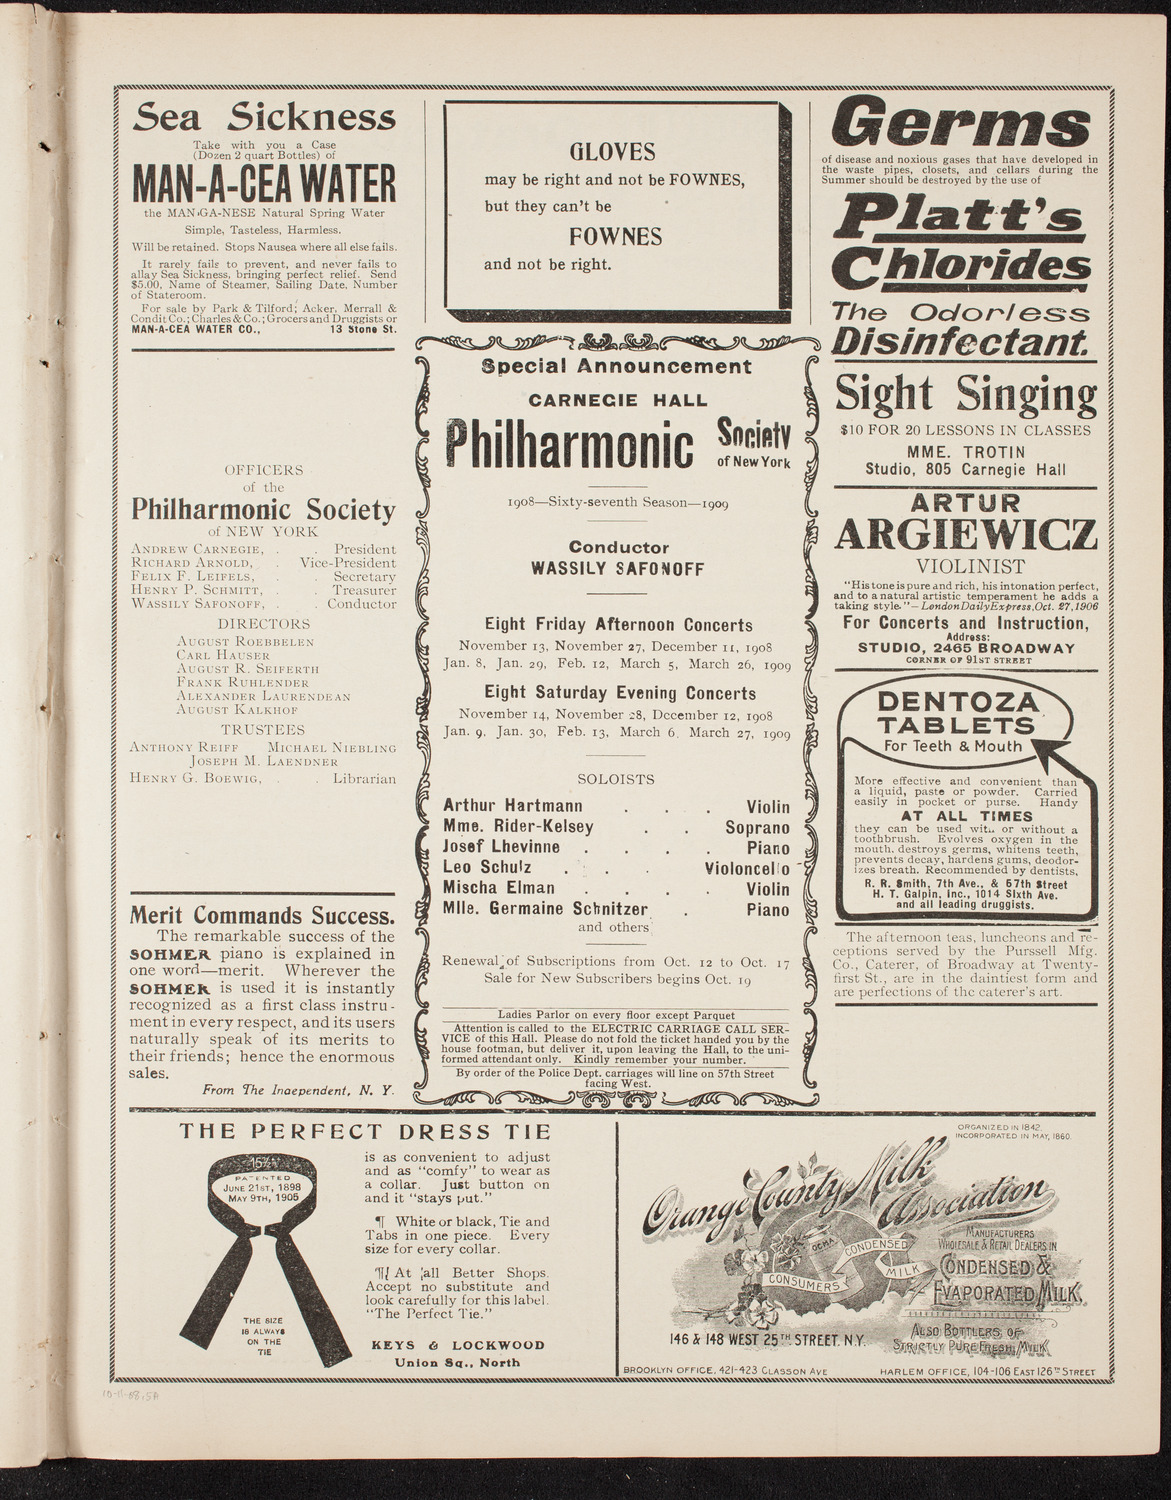 Sea Sickness
Take with you a Case
(Dozen 2 quart Bottles) of
MAN-A-CEA WATER
the MAN-GA-NESE Natural Spring Water
Simple, Tasteless, Harmless.
Will be retained. Stops Nausea where all else fails.
It rarely fails to prevent, and never fails to
allay Sea Sickness, bringing perfect relief. Send
$5.00, Name of Steamer, Sailing Date, Number
of Stateroom.
For sale by Park & Tilford; Acker, Merrall &
Condit Co.; Charles & Co.; Grocers and Druggists or
MAN-A-CEA WATER CO., 13 Stone St.
OFFICERS
of the
Philharmonic Society
of NEW YORK
ANDREW CARNEGIE, . . President
RICHARD ARNOLD, . Vice-President
FELIX F. LEIFELS, . . Secretary
HENRY P. SCHMITT, . . Treasurer
WASSILY SAFONOFF, . . Conductor
DIRECTORS
AUGUST ROEBBELEN
CARL HAUSER
AUGUST R. SEIFERTH
FRANK RUHLENDER
ALEXANDER LAURENDEAN
AUGUST KALKHOF
TRUSTEES
ANTHONY REIFF MICHAEL NIEBLING
JOSEPH M. LAENDNER
HENRY G. BOEWIG, . . Librarian
Merit Commands Success.
The remarkable success of the
SOHMER piano is explained in
one word—merit. Wherever the
SOHMER is used it is instantly
recognized as a first class instru-
ment in every respect, and its users
naturally speak of its merits to
their friends; hence the enormous
sales.
From The Independent, N. Y.
GLOVES
may be right and not be FOWNES,
but they can't be
FOWNES
and not be right.
Special Announcement
CARNEGIE HALL
Philharmonic Society
of New York
1908—Sixty-seventh Season—1909
Conductor
WASSILY SAFONOFF
Eight Friday Afternoon Concerts
November 13, November 27, December 11, 1908
Jan. 8, Jan. 29, Feb. 12, March 5, March 26, 1909
Eight Saturday Evening Concerts
November 14, November 28, December 12, 1908
Jan. 9, Jan. 30, Feb. 13, March 6, March 27, 1909
SOLOISTS
Arthur Hartmann . . . Violin
Mme. Rider-Kelsey . . Soprano
Josef Lhevinne . . . . Piano
Leo Schulz . . . Violoncello
Mischa Elman . . . . Violin
Mlle. Germaine Schnitzer . Piano
and others
Renewal of Subscriptions from Oct. 12 to Oct. 17
Sale for New Subscribers begins Oct. 19
Ladies Parlor on every floor except Parquet
Attention is called to the ELECTRIC CARRIAGE CALL SER-
VICE of this Hall. Please do not fold the ticket handed you by the
house footman, but deliver it, upon leaving the Hall, to the uni-
formed attendant only. Kindly remember your number.
By order of the Police Dept. carriages will line on 57th Street
facing West.
Germs
of disease and noxious gases that have developed in
the waste pipes, closets, and cellars during the
Summer should be destroyed by the use of
Platt's
Chlorides
The Odorless
Disinfectant.
Sight Singing
$10 FOR 20 LESSONS IN CLASSES
MME. TROTIN
Studio, 805 Carnegie Hall
ARTUR
ARGIEWICZ
VIOLINIST
"His tone is pure and rich, his intonation perfect,
and to a natural artistic temperament he adds a
taking style."—London Daily Express, Oct. 27, 1906
For Concerts and Instruction,
Address:
STUDIO, 2465 BROADWAY
CORNER OF 91ST STREET
DENTOZA
TABLETS
For Teeth & Mouth
More effective and convenient than
a liquid, paste or powder. Carried
easily in pocket or purse. Handy
AT ALL TIMES
they can be used with or without a
toothbrush. Evolves oxygen in the
mouth, destroys germs, whitens teeth,
prevents decay, hardens gums, deodor-
izes breath. Recommended by dentists,
R. R. Smith, 7th Ave., & 57th Street
H. T. Galpin, Inc., 1014 Sixth Ave.
and all leading druggists.
The afternoon teas, luncheons and re-
ceptions served by the Purssell Mfg.
Co., Caterer, of Broadway at Twenty-
first St., are in the daintiest form and
are perfections of the caterer's art.
THE PERFECT DRESS TIE
15½
PATENTED
JUNE 21ST, 1898
MAY 9TH, 1905
THE SIZE
IS ALWAYS
ON THE
TIE
is as convenient to adjust
and as "comfy" to wear as
a collar. Just button on
and it "stays put."
¶ White or black, Tie and
Tabs in one piece. Every
size for every collar.
¶ At all Better Shops.
Accept no substitute and
look carefully for this label.
"The Perfect Tie."
KEYS & LOCKWOOD
Union Sq., North
ORGANIZED IN 1842.
INCORPORATED IN MAY, 1860.
Orange County Milk
Association
OCMA
CONSUMERS CONDENSED MILK
MANUFACTURERS
WHOLESALE & RETAIL DEALERS IN
CONDENSED &
EVAPORATED MILK,
ALSO BOTTLERS OF
STRICTLY PURE FRESH MILK
146 & 148 WEST 25TH STREET. N.Y.
BROOKLYN OFFICE, 421-423 CLASSON AVE HARLEM OFFICE, 104-106 EAST 126TH STREET